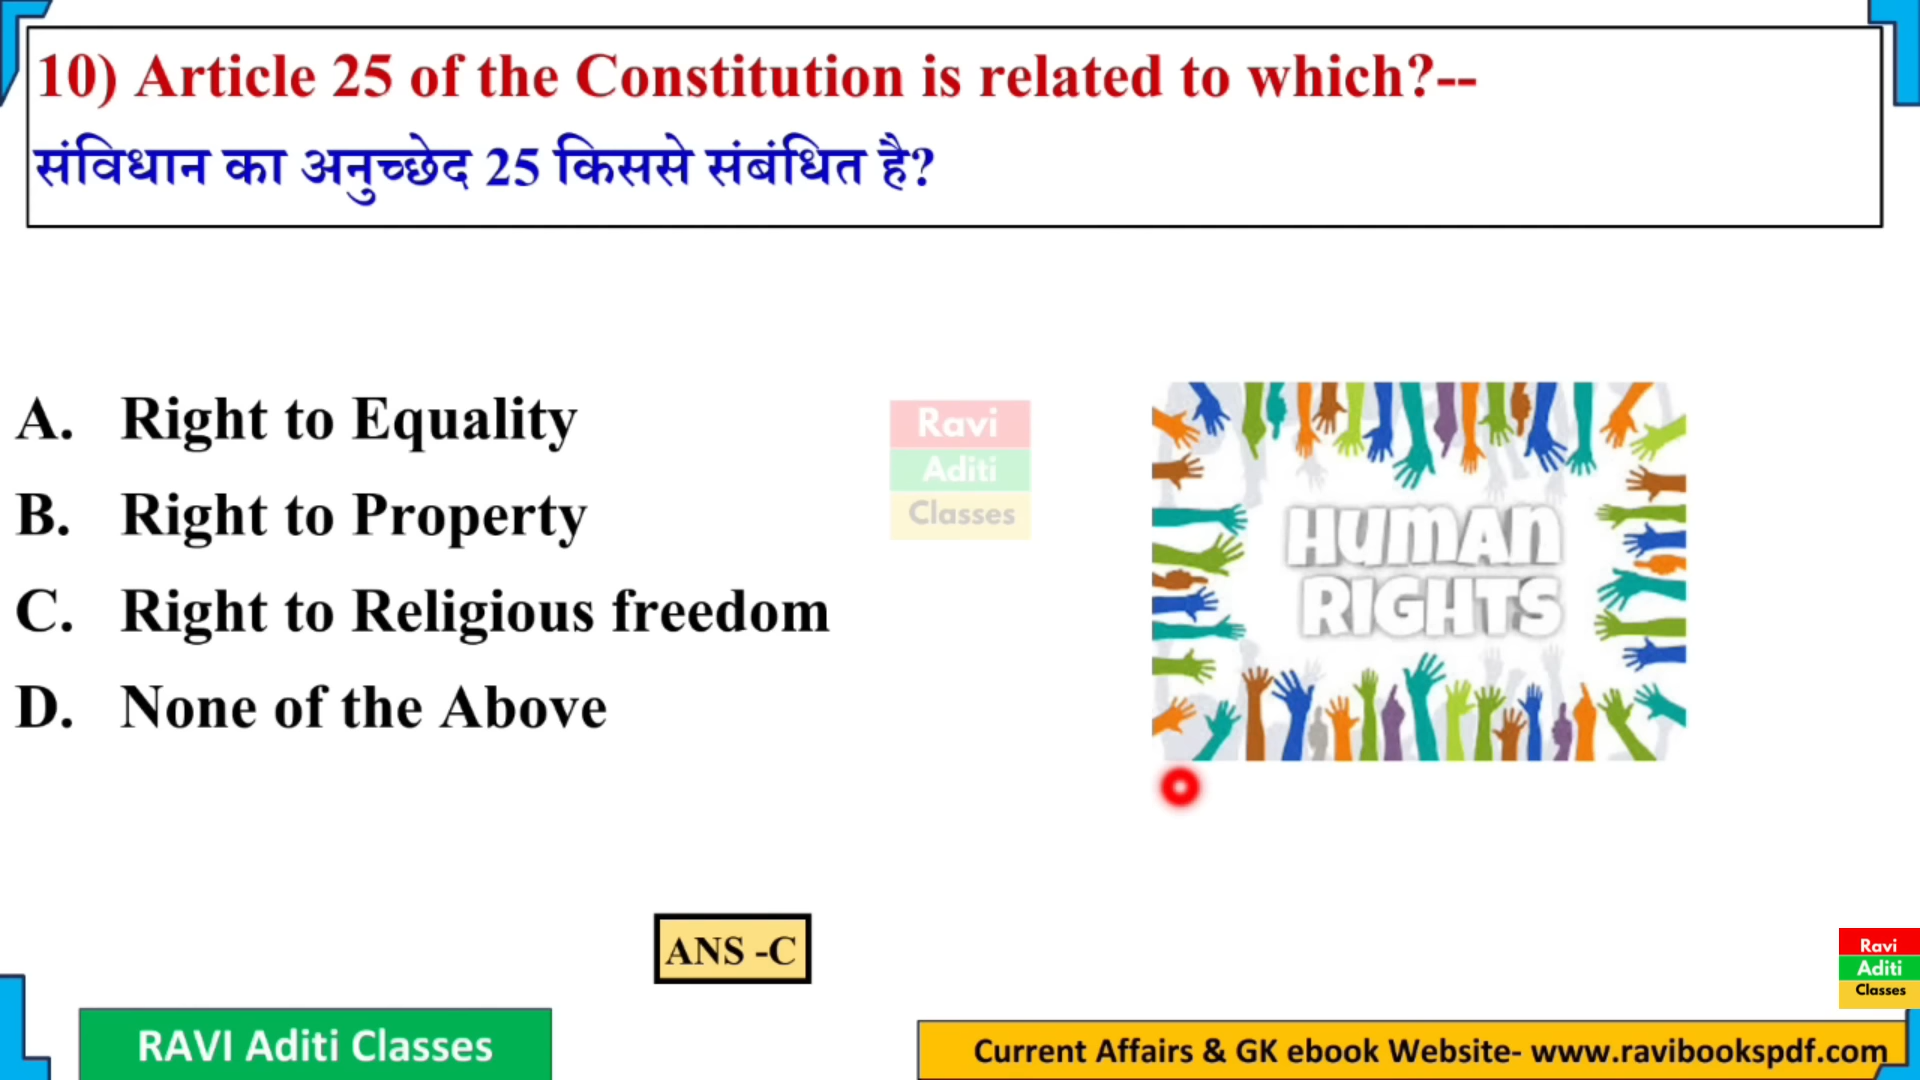 10) Article 25 of the Constitution is related to which?--
संविधान का अनुच्छेद 25 किससे संबंधित है?
A. Right to Equality
B. Right to Property
C. Right to Religious freedom
D. None of the Above
Ravi
Aditi
Classes
HUMAN
RIGHTS
ANS -C
Ravi
Aditi
Classes
RAVI Aditi Classes
Current Affairs & GK ebook Website- www.ravibookspdf.com